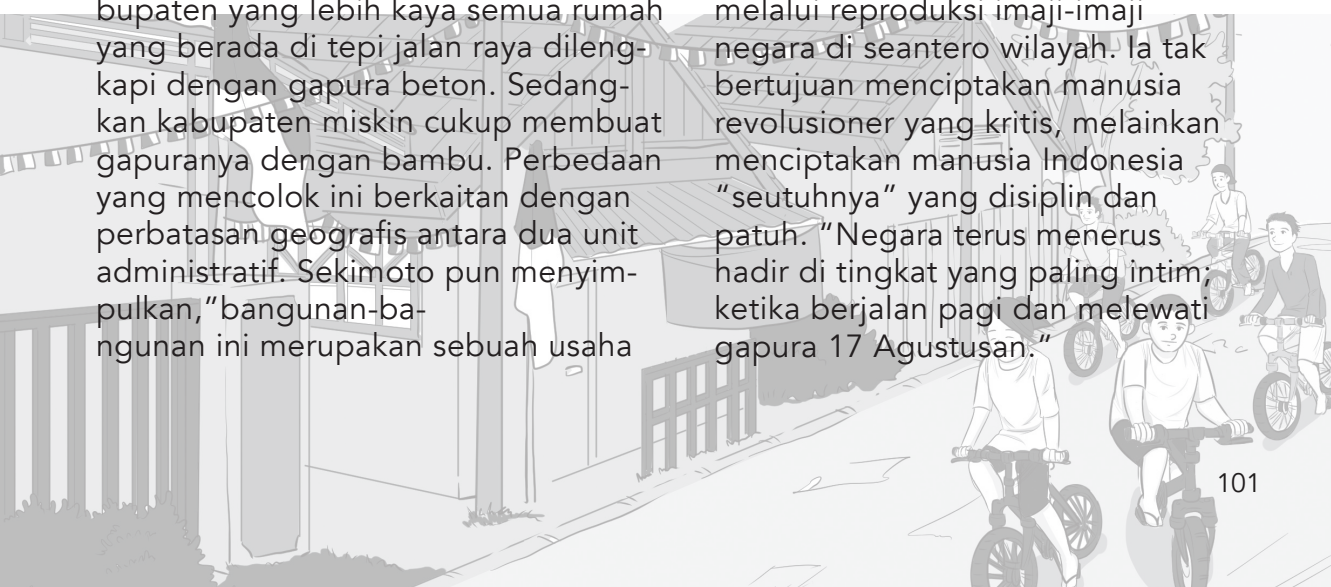 bupaten yang lebih kaya semua rumah
yang berada di tepi jalan raya dileng-
kapi dengan gapura beton. Sedang-
kan kabupaten miskin cukup membuat
gapuranya dengan bambu. Perbedaan
yang mencolok ini berkaitan dengan
perbatasan geografis antara dua unit
administratif. Sekimoto pun menyim-
pulkan,”bangunan-ba-
ngunan ini merupakan sebuah usaha
melalui reproduksi imaji-imaji
negara di seantero wilayah. Ia tak
bertujuan menciptakan manusia
revolusioner yang kritis, melainkan
menciptakan manusia Indonesia
“seutuhnya” yang disiplin dan
patuh. “Negara terus menerus
hadir di tingkat yang paling intim;
ketika berjalan pagi dan melewati
gapura 17 Agustusan.”
101